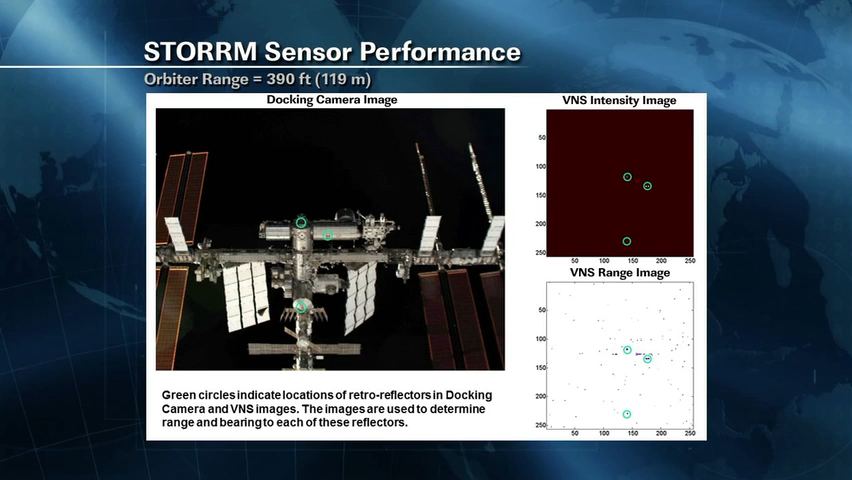 STORRM Sensor Performance
Orbiter Range = 390 ft (119 m)
Docking Camera Image
VNS Intensity Image
50
100
150
200
250
50 100 150 200 250
VNS Range Image
50
100
150
200
250
50 100 150 200 250
Green circles indicate locations of retro-reflectors in Docking
Camera and VNS images. The images are used to determine
range and bearing to each of these reflectors.